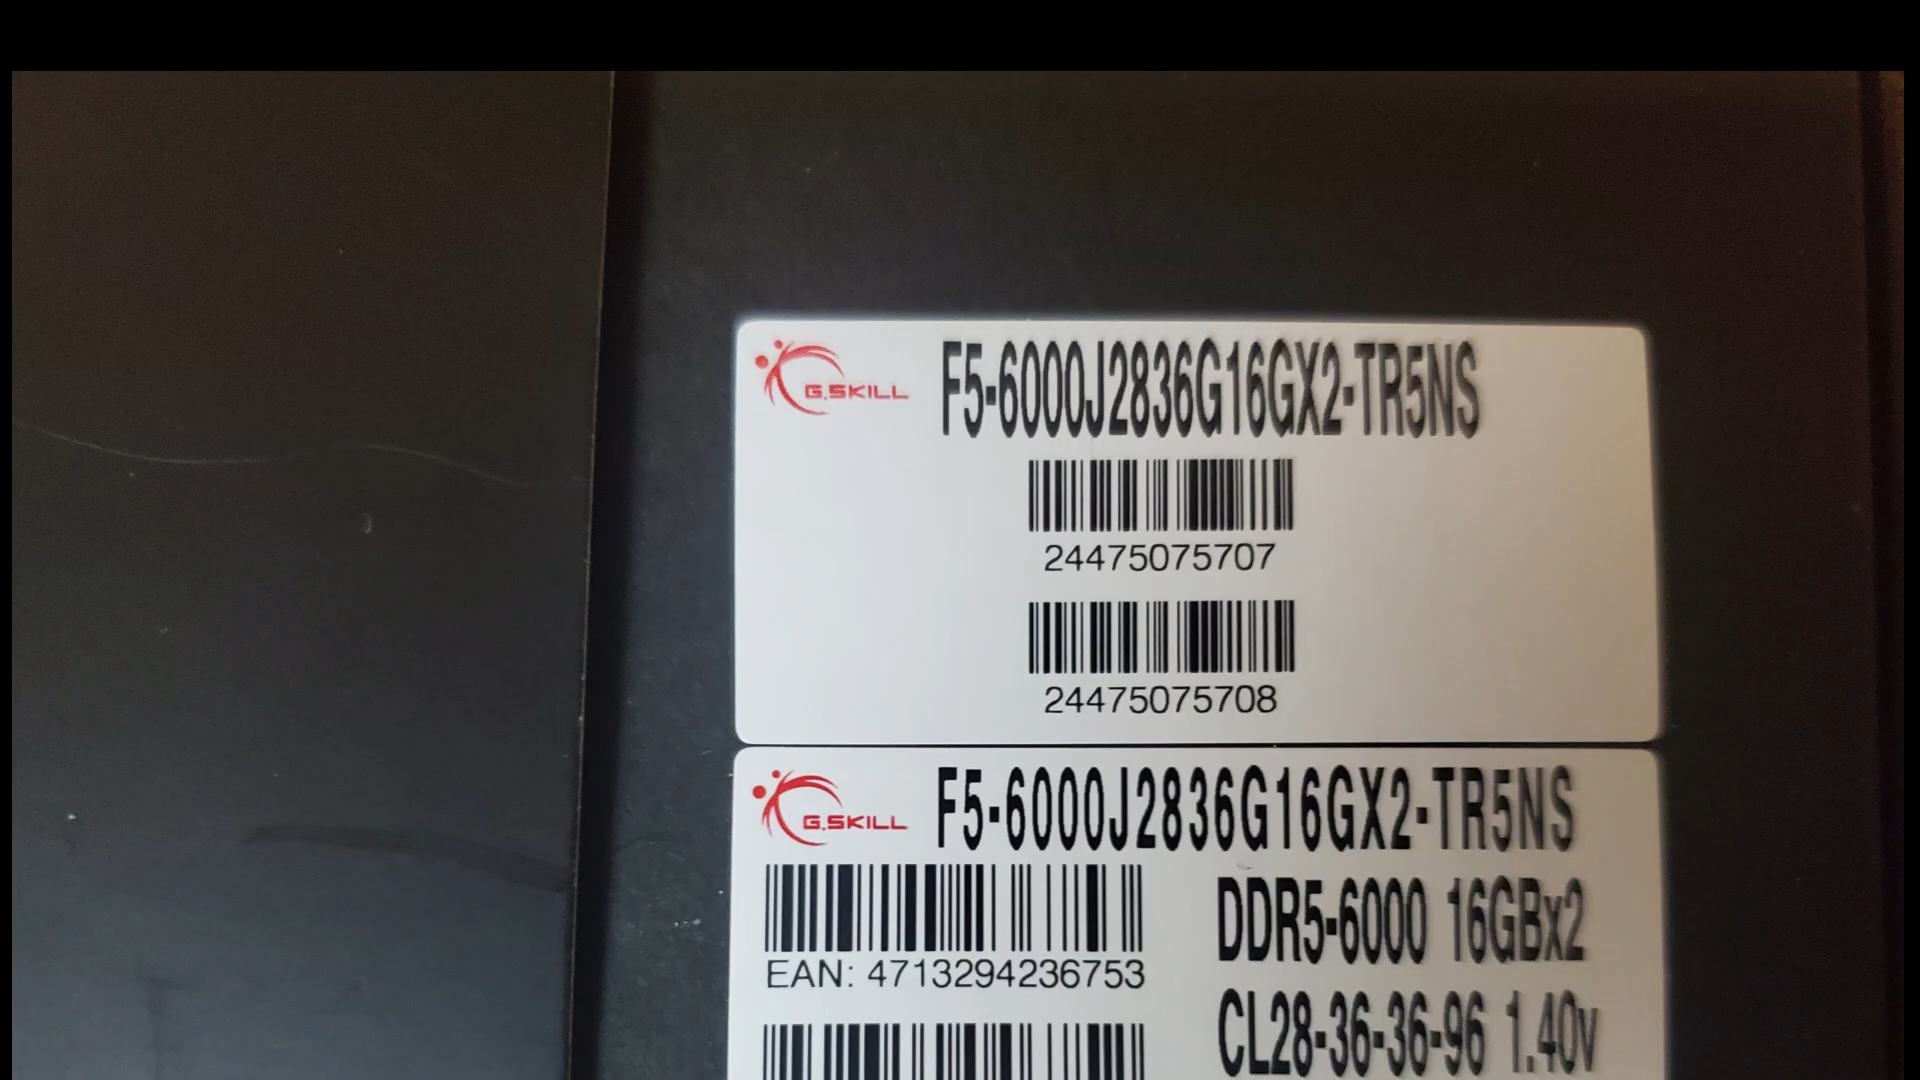 G.SKILL
F5-6000J2836G16GX2-TR5NS
24475075707
24475075708
G.SKILL
F5-6000J2836G16GX2-TR5NS
DDR5-6000 16GBx2
EAN: 4713294236753
CL28-36-36-96 1.40v